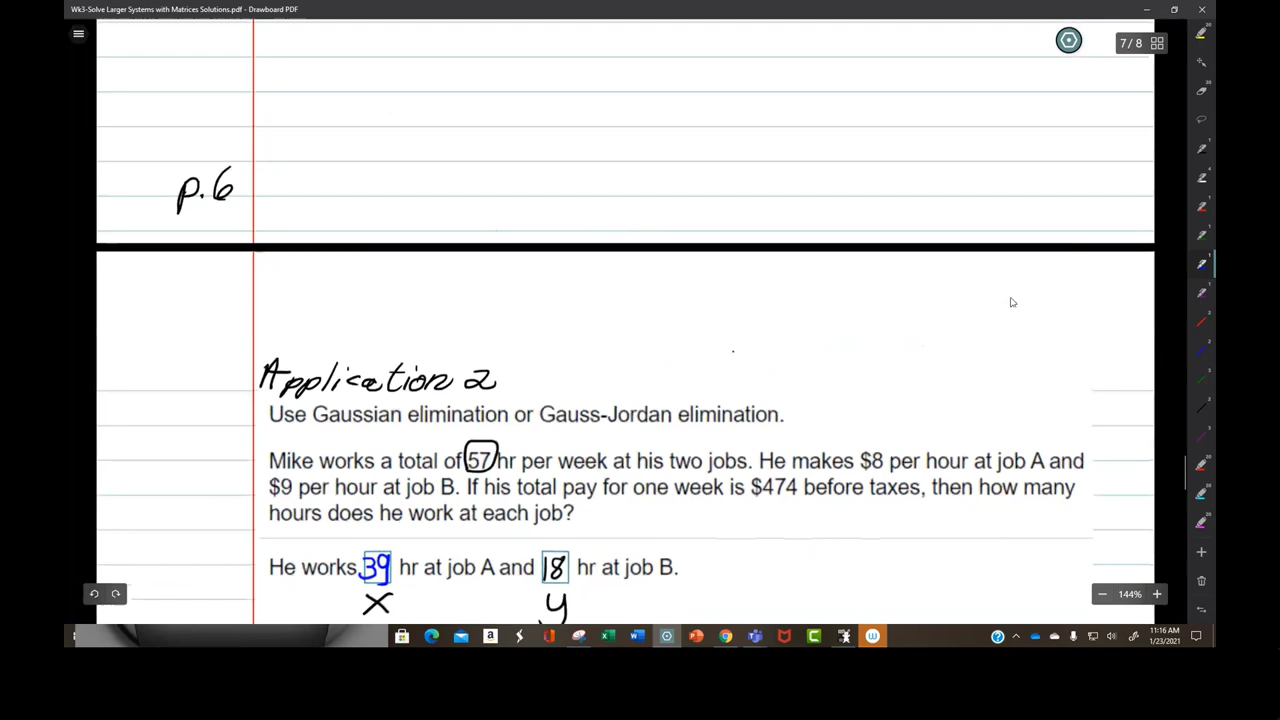 Wk3-Solve Larger Systems with Matrices Solutions.pdf - Drawboard PDF
7 / 8
p.6
Application 2
Use Gaussian elimination or Gauss-Jordan elimination.
Mike works a total of 57 hr per week at his two jobs. He makes $8 per hour at job A and
$9 per hour at job B. If his total pay for one week is $474 before taxes, then how many
hours does he work at each job?
He works 39 hr at job A and 18 hr at job B.
x y
144%
11:16 AM
1/23/2021